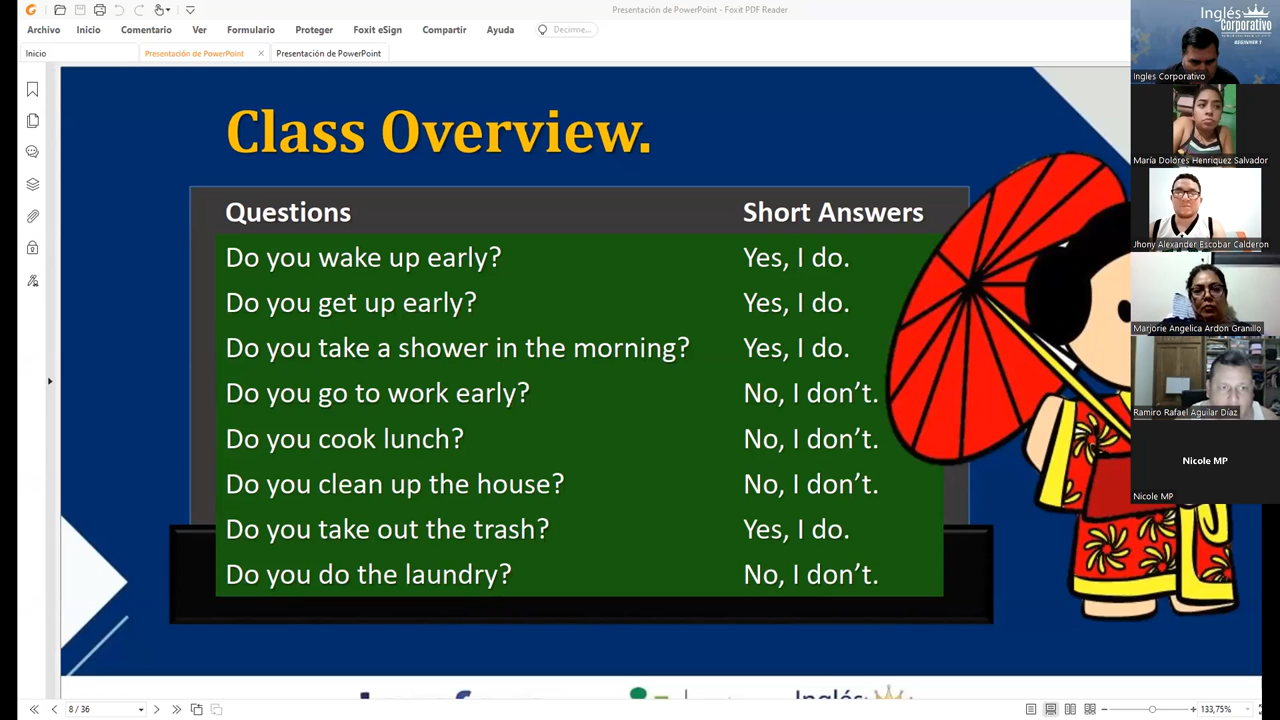 Presentación de PowerPoint - Foxit PDF Reader
Archivo Inicio Comentario Ver Formulario Proteger Foxit eSign Compartir Ayuda Decirme...
Inicio Presentación de PowerPoint Presentación de PowerPoint
Class Overview.
Questions Short Answers
Do you wake up early? Yes, I do.
Do you get up early? Yes, I do.
Do you take a shower in the morning? Yes, I do.
Do you go to work early? No, I don’t.
Do you cook lunch? No, I don’t.
Do you clean up the house? No, I don’t.
Do you take out the trash? Yes, I do.
Do you do the laundry? No, I don’t.
Inglés
Corporativo
BEGINNER 1
Ingles Corporativo
María Dolores Henriquez Salvador
Jhony Alexander Escobar Calderon
Marjorie Angelica Ardon Granillo
Ramiro Rafael Aguilar Díaz
Nicole MP
Nicole MP
Inglés
8 / 36
133,75%